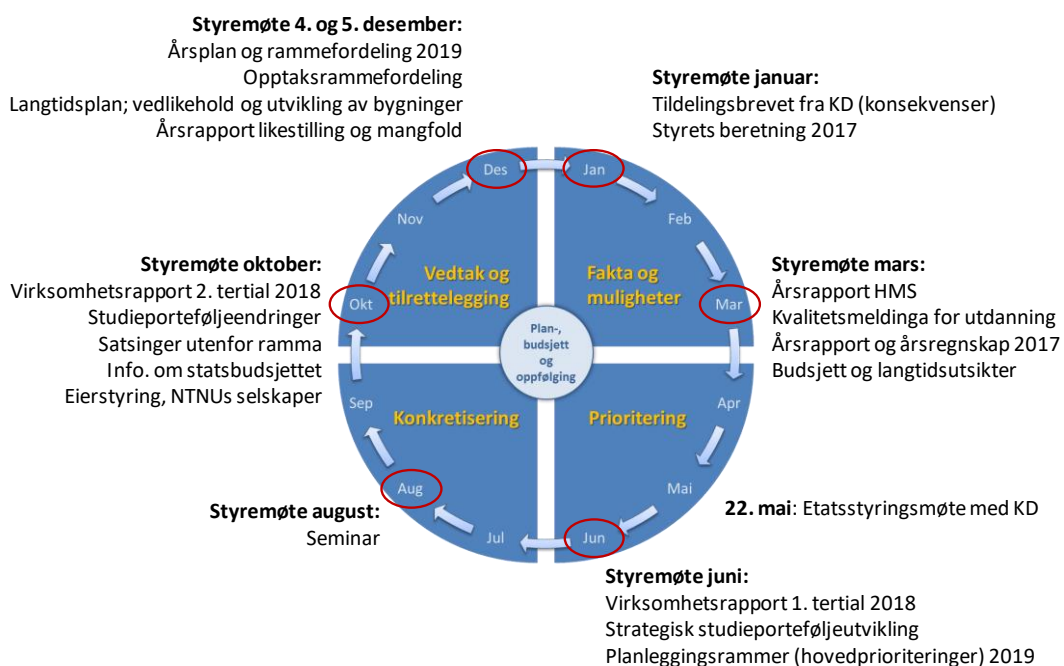 Styremøte 4. og 5. desember:
Årsplan og rammefordeling 2019
Opptaksrammefordeling
Langtidsplan; vedlikehold og utvikling av bygninger
Årsrapport likestilling og mangfold
Styremøte januar:
Tildelingsbrevet fra KD (konsekvenser)
Styrets beretning 2017
Des
Jan
Nov
Feb
Styremøte oktober:
Virksomhetsrapport 2. tertial 2018
Studieporteføljeendringer
Satsinger utenfor ramma
Info. om statsbudsjettet
Eierstyring, NTNUs selskaper
Vedtak og
tilrettelegging
Fakta og
muligheter
Styremøte mars:
Årsrapport HMS
Kvalitetsmeldinga for utdanning
Årsrapport og årsregnskap 2017
Budsjett og langtidsutsikter
Okt
Mar
Plan-,
budsjett
og
oppfølging
Sep
Apr
Konkretisering
Prioritering
Aug
Mai
Styremøte august:
Seminar
22. mai: Etatsstyringsmøte med KD
Jul
Jun
Styremøte juni:
Virksomhetsrapport 1. tertial 2018
Strategisk studieporteføljeutvikling
Planleggingsrammer (hovedprioriteringer) 2019